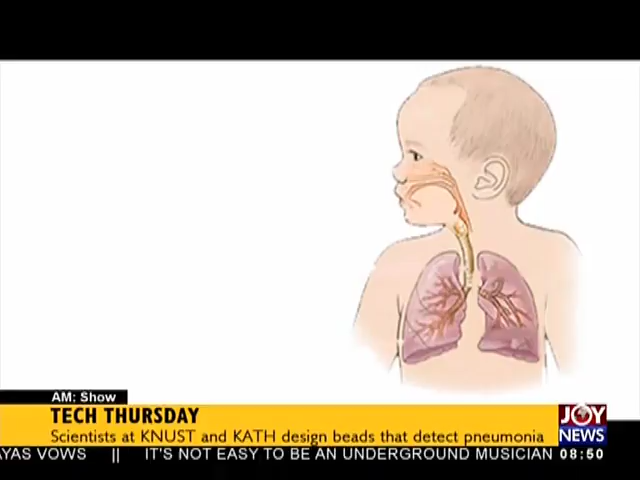 AM: Show
TECH THURSDAY
Scientists at KNUST and KATH design beads that detect pneumonia
JOY
NEWS
AYAS VOWS || IT'S NOT EASY TO BE AN UNDERGROUND MUSICIAN 08:50